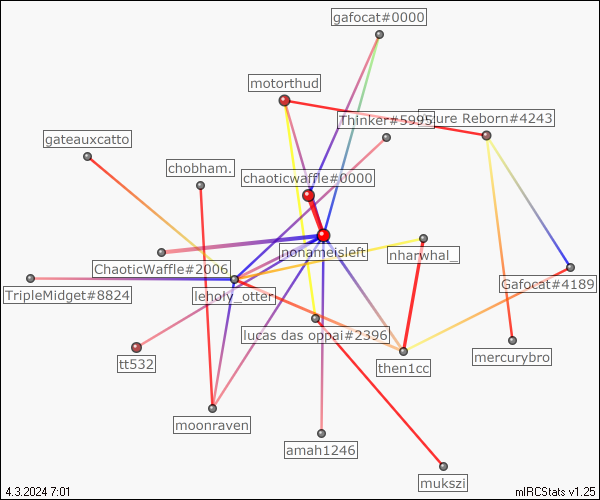 gafocat#0000
motorthud
Thinker#5995
ure Reborn#4243
gateauxcatto
chobham.
chaoticwaffle#0000
nonameisleft
nharwhal_
ChaoticWaffle#2006
Gafocat#4189
TripleMidget#8824
leholy_otter
lucas das oppai#2396
mercurybro
tt532
then1cc
moonraven
amah1246
mukszi
4.3.2024 7:01
mIRCStats v1.25